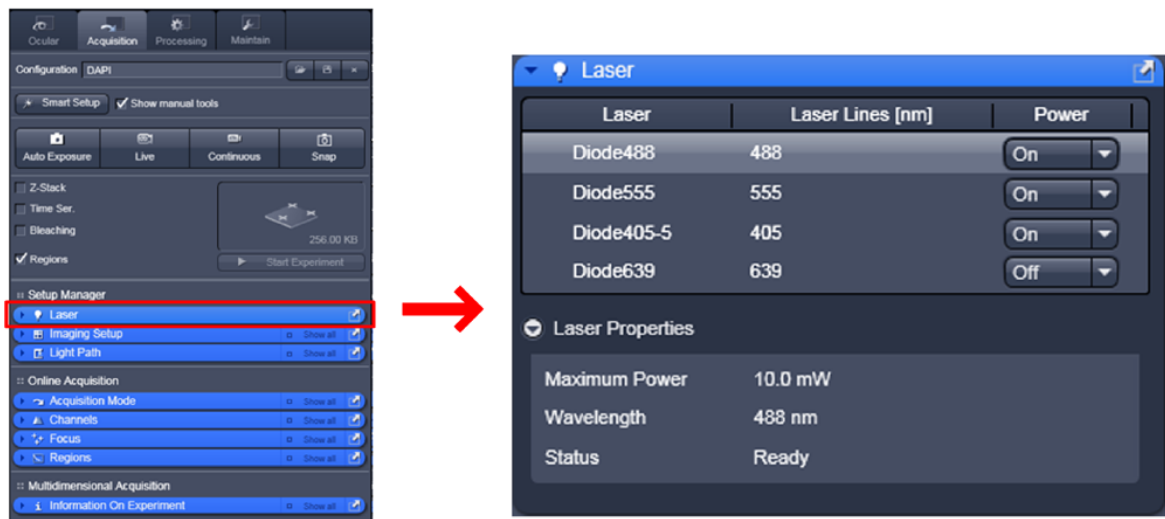 Ocular Acquisition Processing Maintain
Configuration DAPI
Smart Setup Show manual tools
Auto Exposure Live Continuous Snap
Z-Stack
Time Ser.
Bleaching
256.00 KB
Regions Start Experiment
Setup Manager
Laser
Imaging Setup Show all
Light Path Show all
Online Acquisition
Acquisition Mode Show all
Channels Show all
Focus Show all
Regions Show all
Multidimensional Acquisition
Information On Experiment Show all
Laser
Laser Laser Lines [nm] Power
Diode488 488 On
Diode555 555 On
Diode405-5 405 On
Diode639 639 Off
Laser Properties
Maximum Power 10.0 mW
Wavelength 488 nm
Status Ready